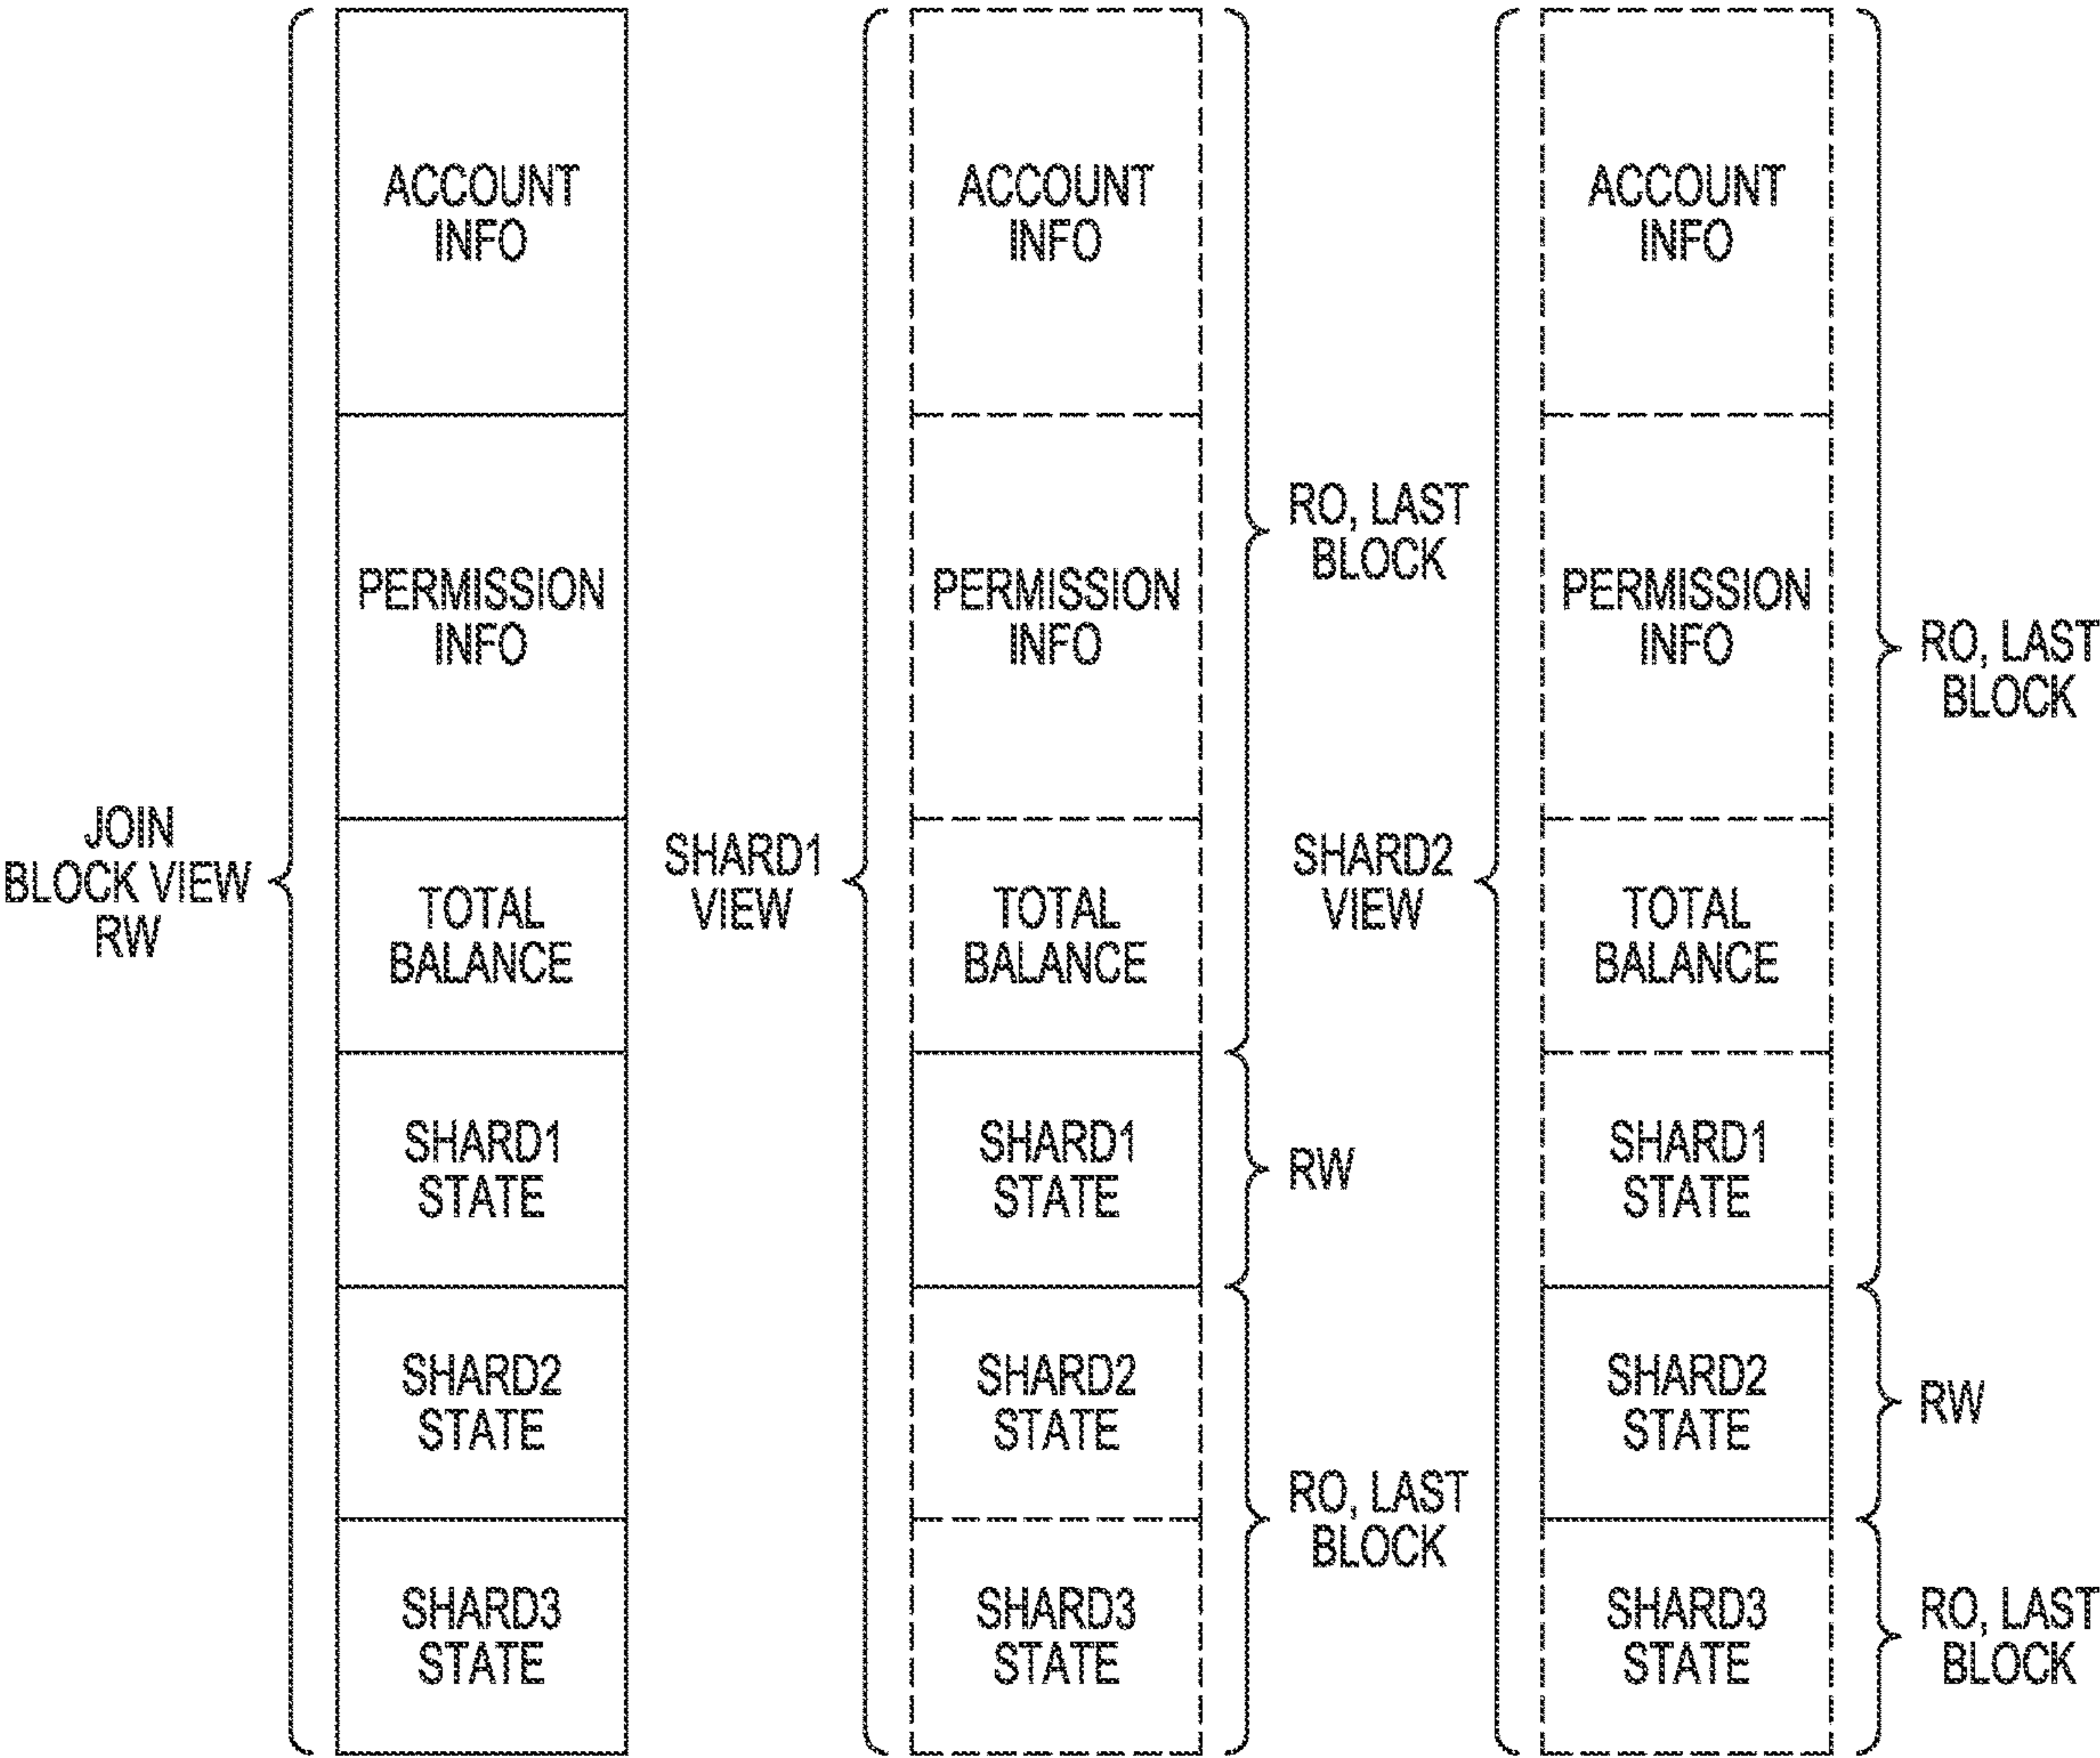 JOIN
BLOCK VIEW
RW
ACCOUNT
INFO
PERMISSION
INFO
TOTAL
BALANCE
SHARD1
STATE
SHARD2
STATE
SHARD3
STATE
SHARD1
VIEW
ACCOUNT
INFO
PERMISSION
INFO
TOTAL
BALANCE
SHARD1
STATE
SHARD2
STATE
SHARD3
STATE
RO, LAST
BLOCK
RW
RO, LAST
BLOCK
SHARD2
VIEW
ACCOUNT
INFO
PERMISSION
INFO
TOTAL
BALANCE
SHARD1
STATE
SHARD2
STATE
SHARD3
STATE
RO, LAST
BLOCK
RW
RO, LAST
BLOCK